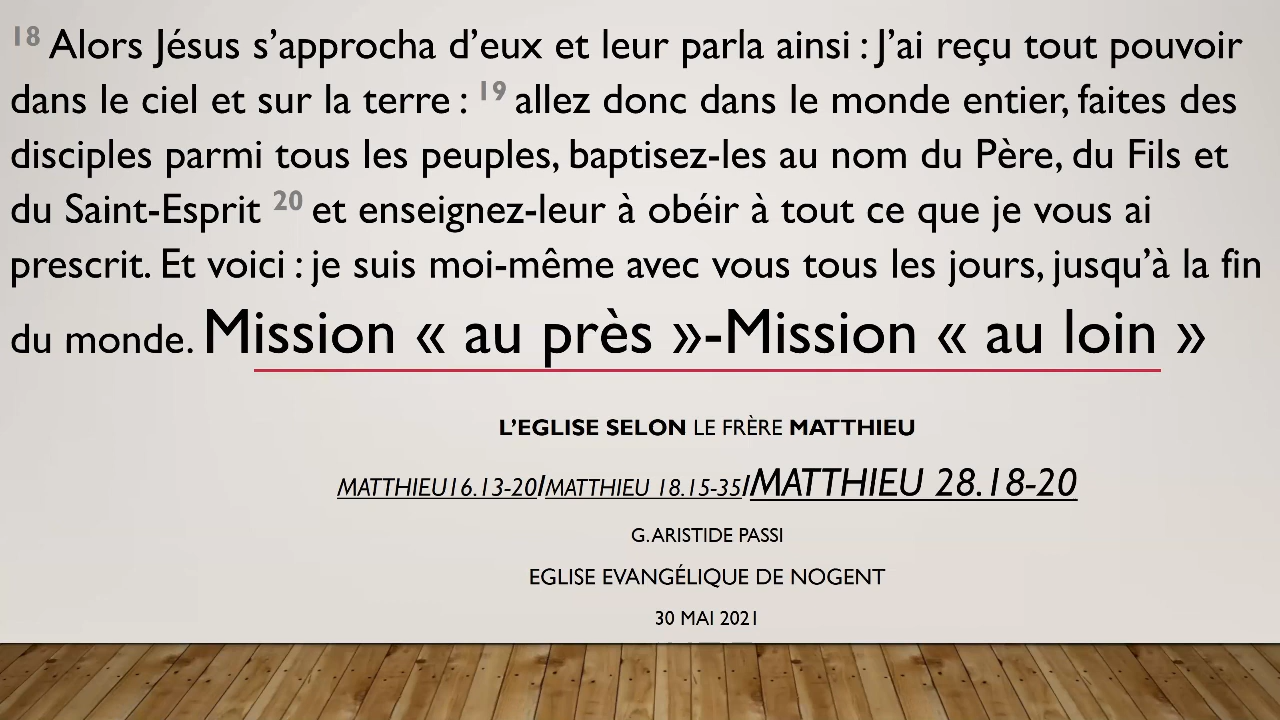 18 Alors Jésus s’approcha d’eux et leur parla ainsi : J’ai reçu tout pouvoir
dans le ciel et sur la terre : 19 allez donc dans le monde entier, faites des
disciples parmi tous les peuples, baptisez-les au nom du Père, du Fils et
du Saint-Esprit 20 et enseignez-leur à obéir à tout ce que je vous ai
prescrit. Et voici : je suis moi-même avec vous tous les jours, jusqu’à la fin
du monde. Mission « au près »-Mission « au loin »
L’EGLISE SELON LE FRÈRE MATTHIEU
MATTHIEU16.13-20/MATTHIEU 18.15-35/MATTHIEU 28.18-20
G. ARISTIDE PASSI
EGLISE EVANGÉLIQUE DE NOGENT
30 MAI 2021